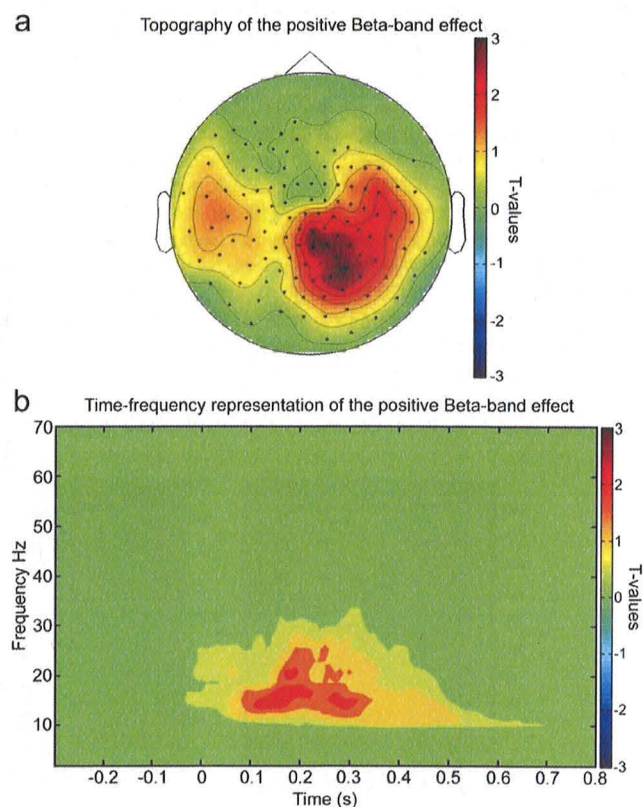 a
Topography of the positive Beta-band effect
3
2
1
0
-1
-2
-3
T-values
b
Time-frequency representation of the positive Beta-band effect
70
60
50
40
30
20
10
Frequency Hz
-0.2 -0.1 0 0.1 0.2 0.3 0.4 0.5 0.6 0.7 0.8
Time (s)
3
2
1
0
-1
-2
-3
T-values